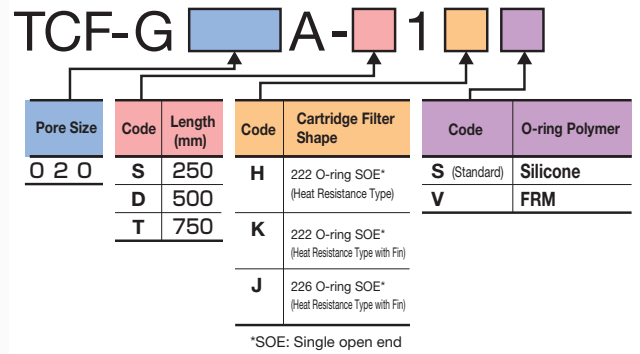 TCF-G A- 1
Pore Size
0 2 0
Code Length (mm)
S 250
D 500
T 750
Code Cartridge Filter Shape
H 222 O-ring SOE*
(Heat Resistance Type)
K 222 O-ring SOE*
(Heat Resistance Type with Fin)
J 226 O-ring SOE*
(Heat Resistance Type with Fin)
*SOE: Single open end
Code O-ring Polymer
S (Standard) Silicone
V FRM